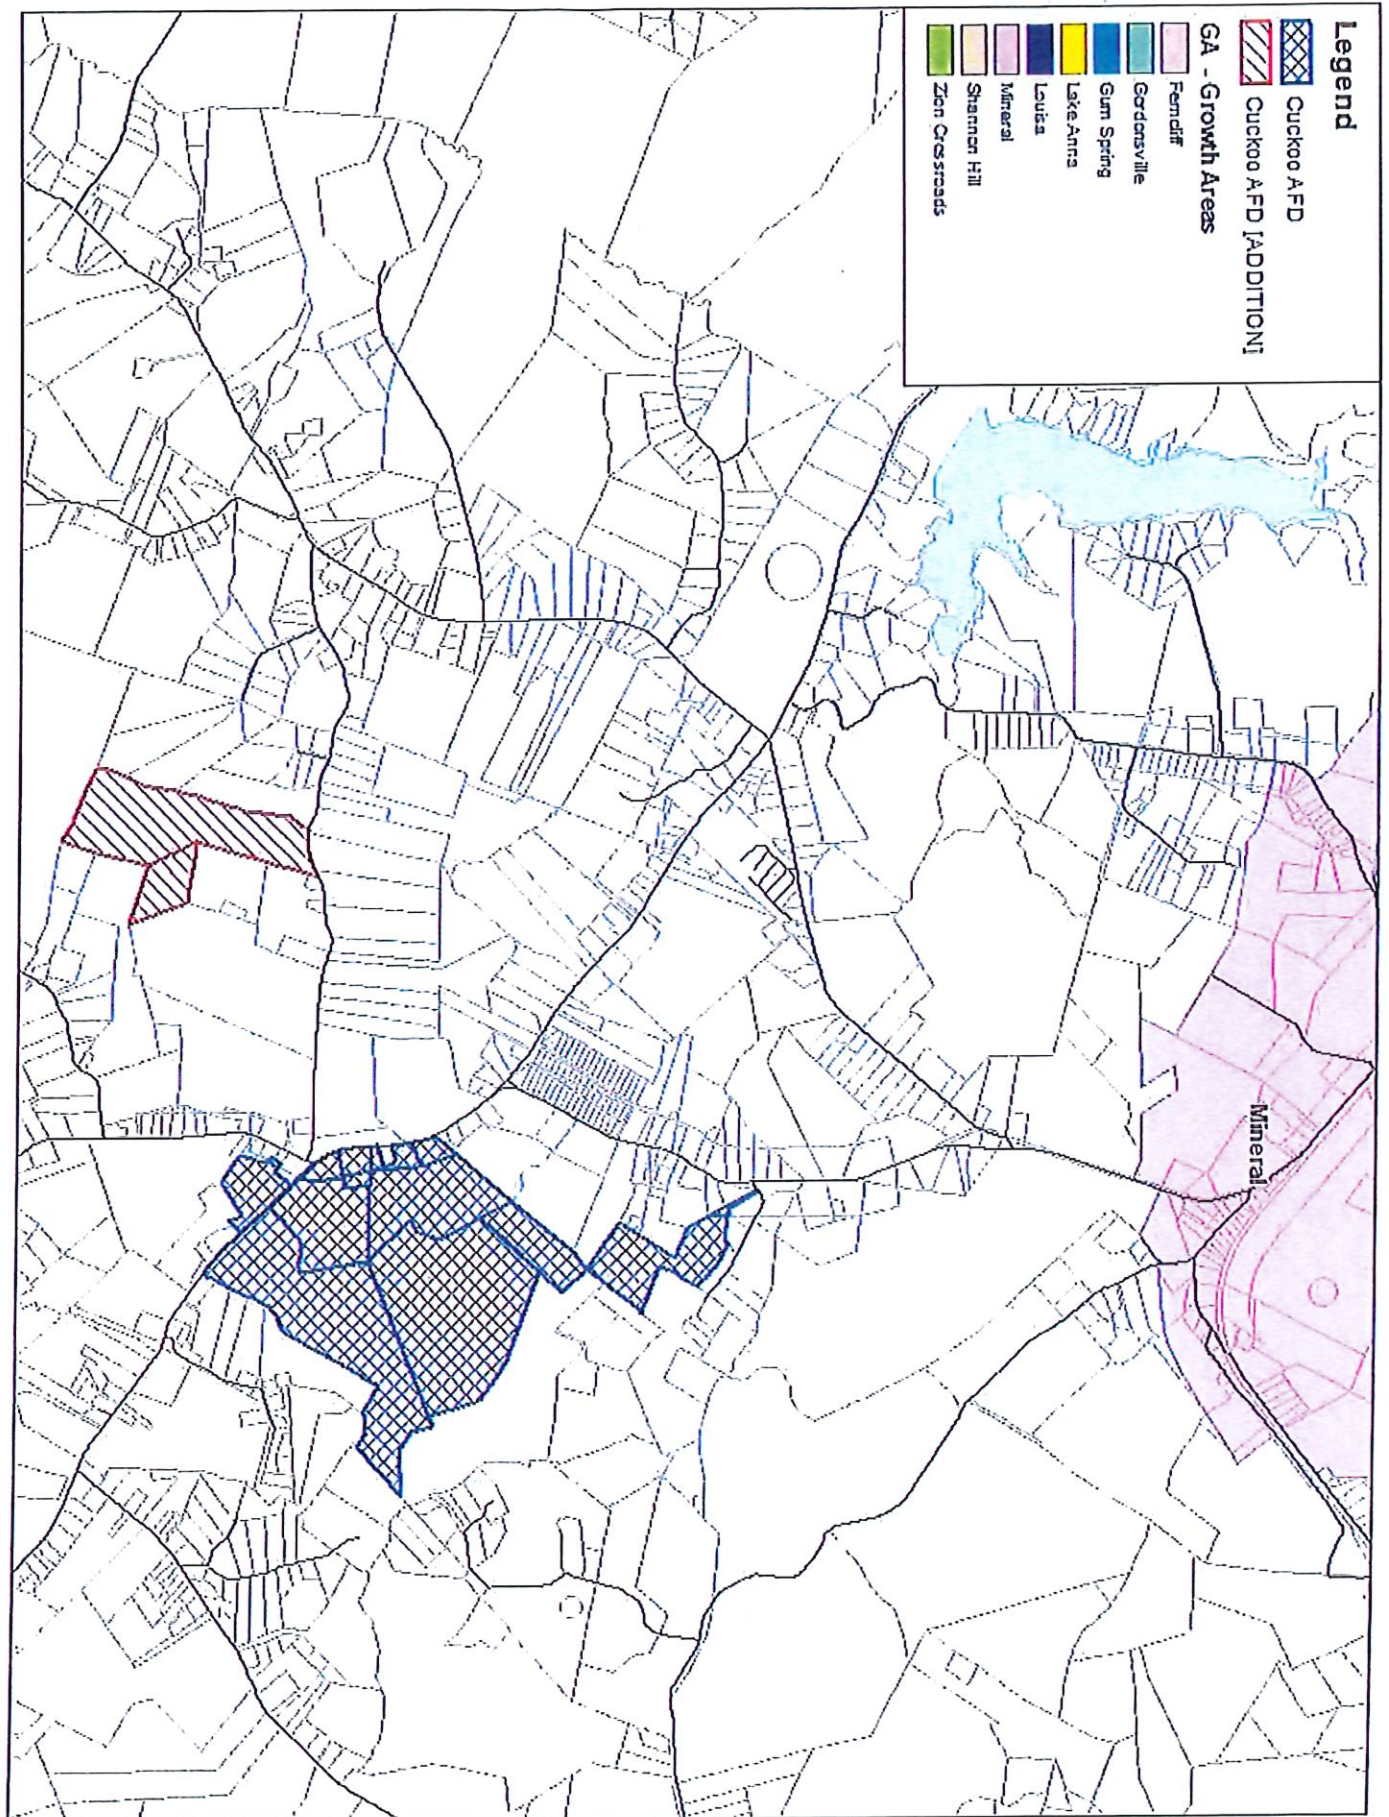 Legend
Cuckoo AFD
Cuckoo AFD [ADDITION]
GA - Growth Areas
Ferncliff
Gordonsville
Gum Spring
Lake Anna
Louisa
Mineral
Shannon Hill
Zion Crossroads
Mineral